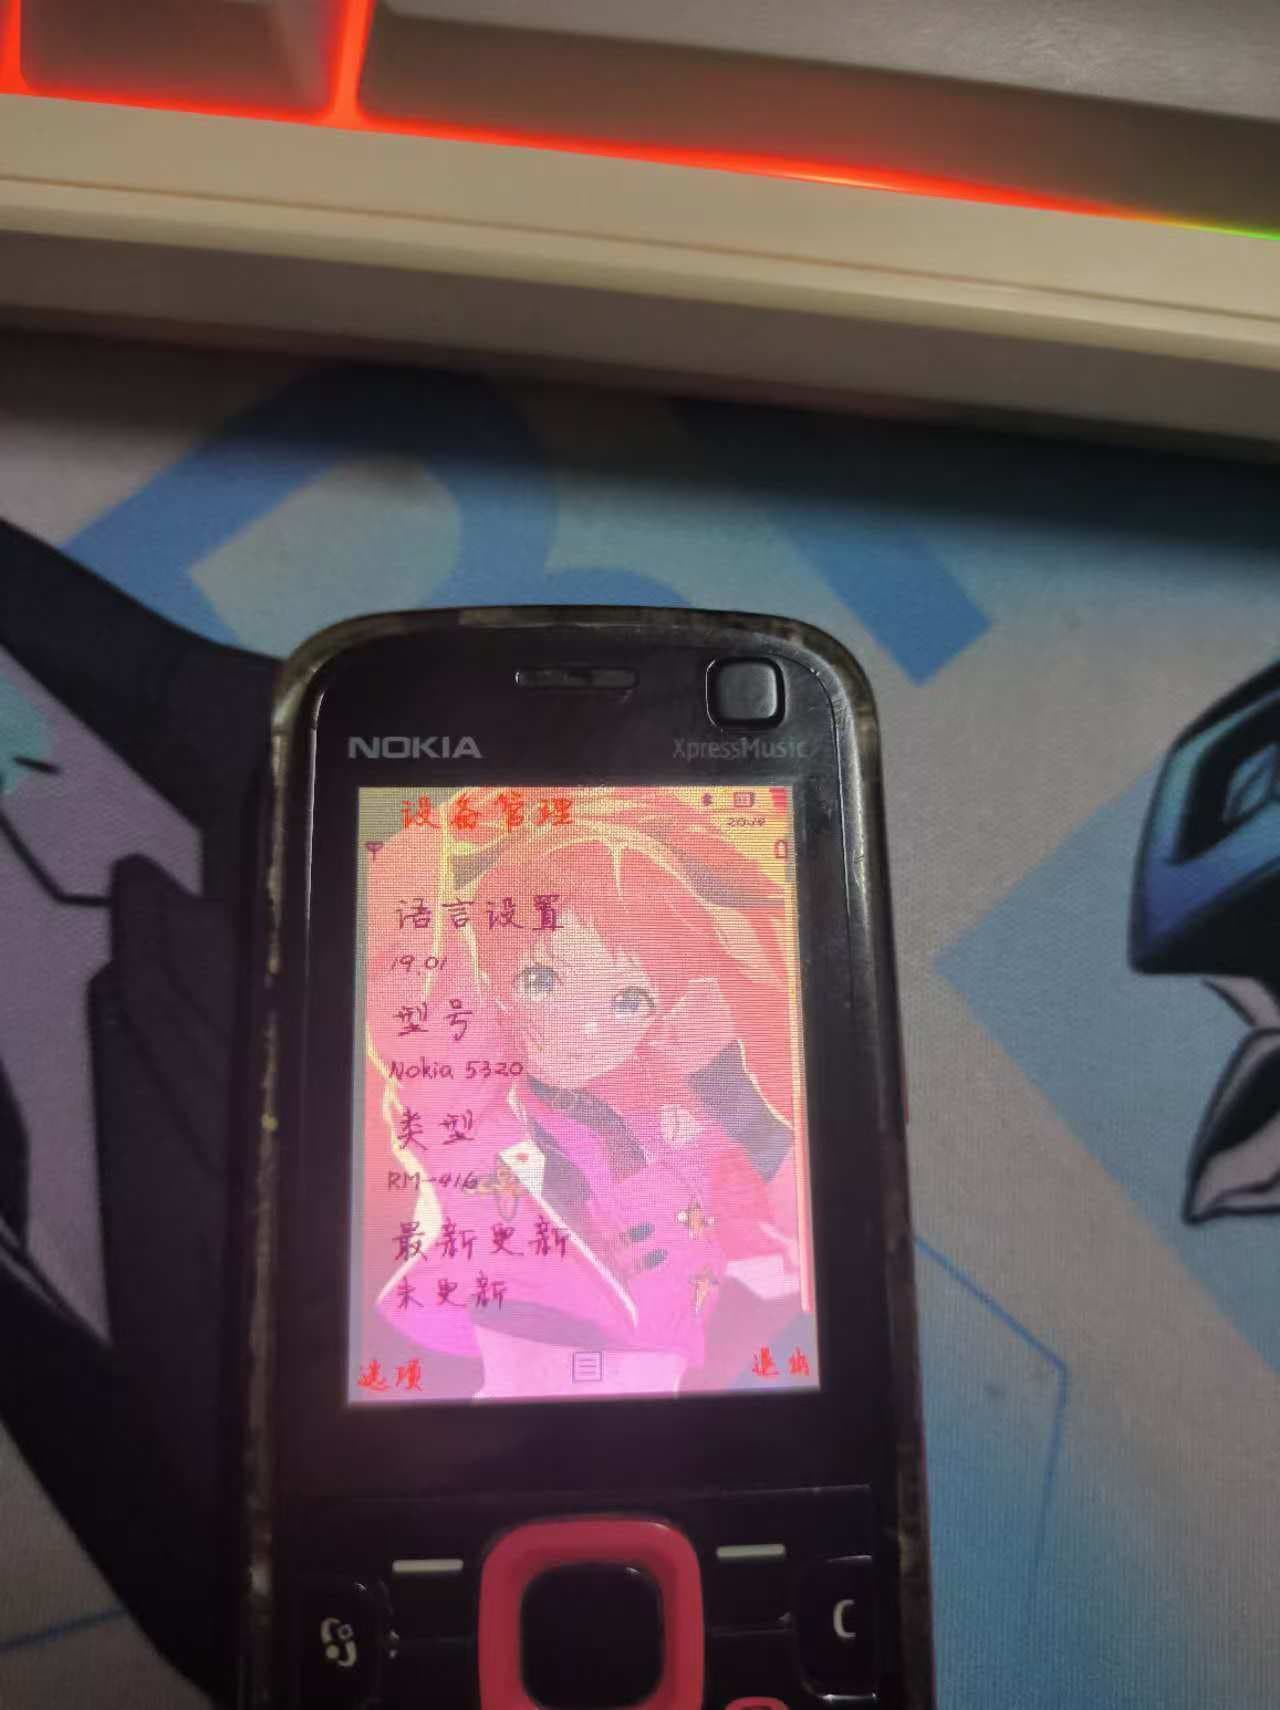 NOKIA
XpressMusic
设备管理
20:19
语言设置
19.01
型号
Nokia 5320
类型
RM-416
最新更新
未更新
选项
退出